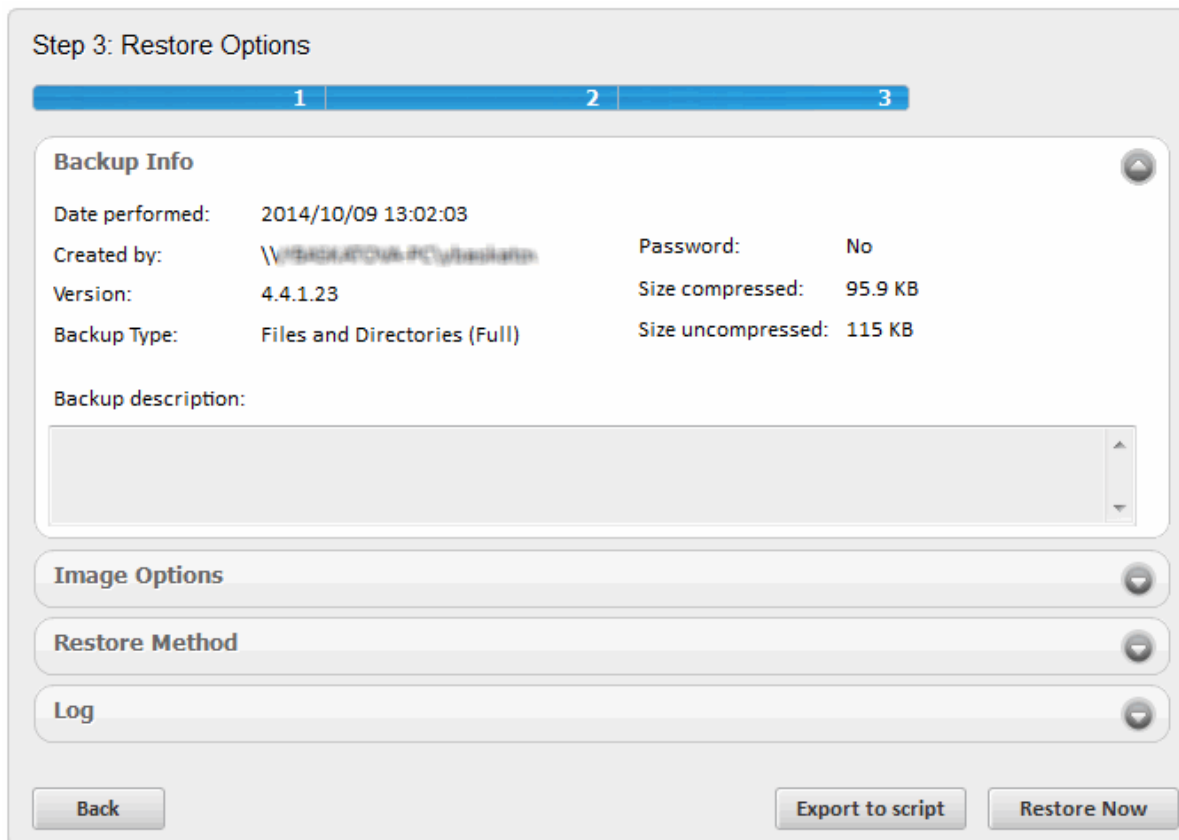 Step 3: Restore Options
1 2 3
Backup Info
Date performed: 2014/10/09 13:02:03
Created by: \\
Version: 4.4.1.23
Backup Type: Files and Directories (Full)
Password: No
Size compressed: 95.9 KB
Size uncompressed: 115 KB
Backup description:
Image Options
Restore Method
Log
Back
Export to script
Restore Now